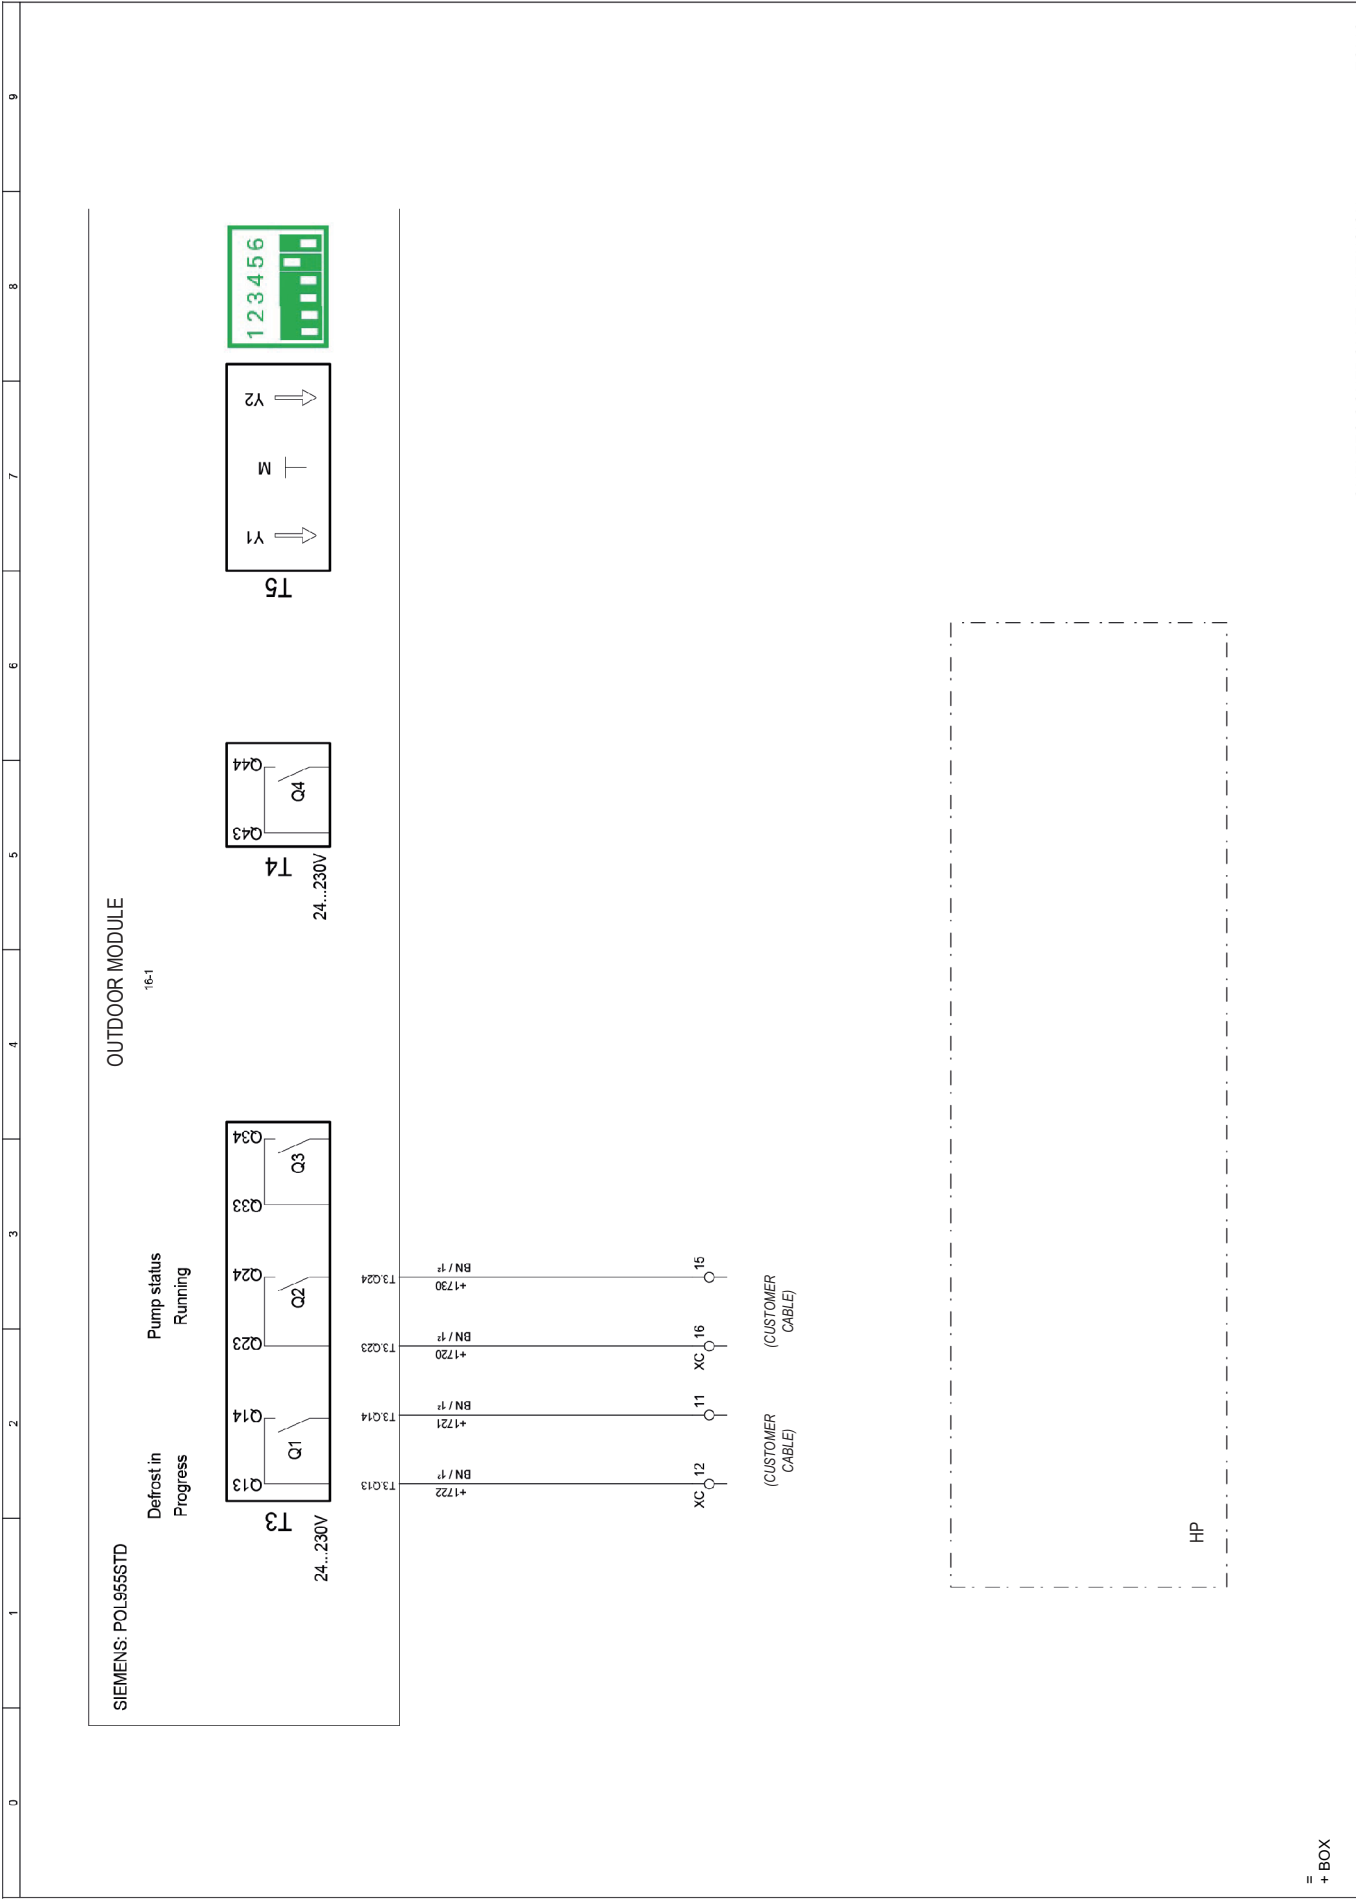 0 1 2 3 4 5 6 7 8 9
SIEMENS: POL955STD
OUTDOOR MODULE
16-1
Defrost in
Progress
Pump status
Running
T3
24...230V
Q13 Q14 Q23 Q24 Q33 Q34
Q1 Q2 Q3
T4
24...230V
Q43 Q44
Q4
T5
Y1 M Y2
1 2 3 4 5 6
T3.Q13 T3.Q14 T3.Q23 T3.Q24
+1722 +1721 +1720 +1730
BN / 1² BN / 1² BN / 1² BN / 1²
XC 12 11 XC 16 15
(CUSTOMER
CABLE)
(CUSTOMER
CABLE)
HP
=
+ BOX